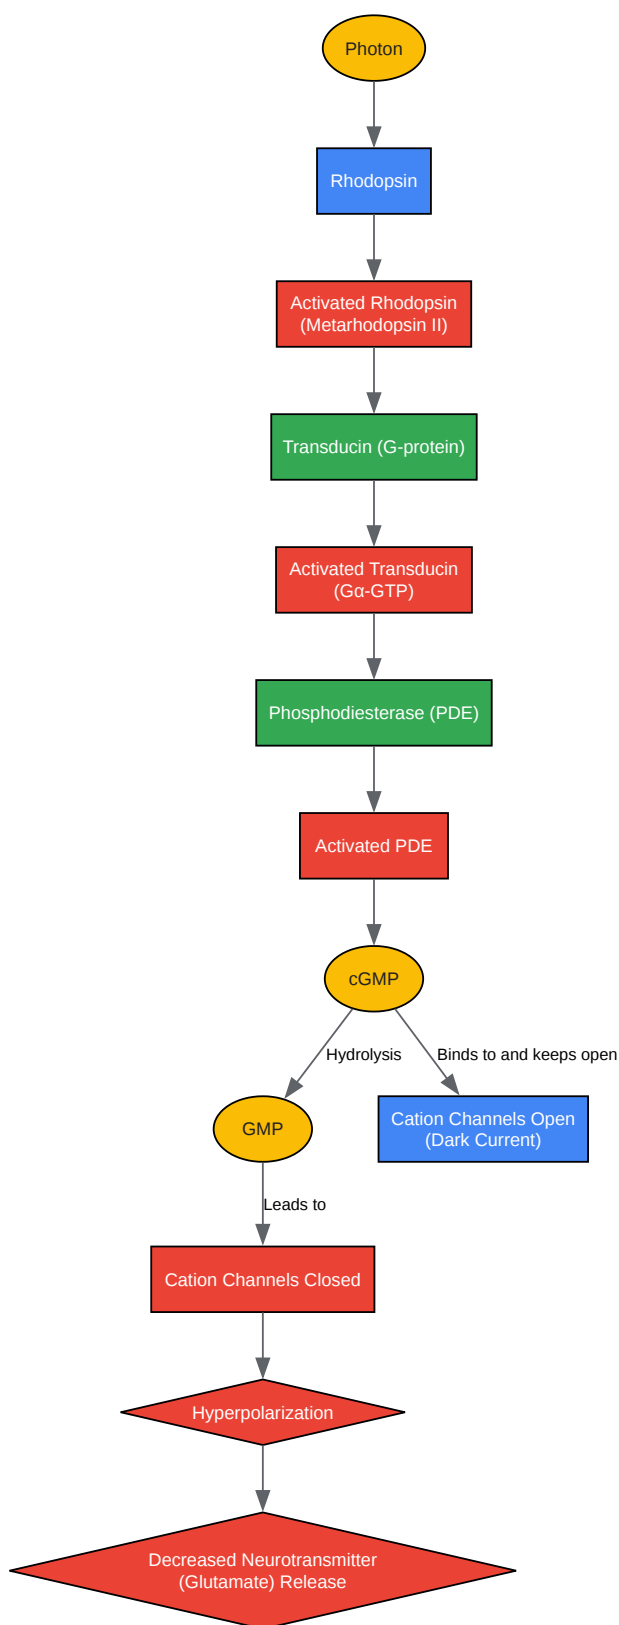 Photon
Rhodopsin
Activated Rhodopsin
(Metarhodopsin II)
Transducin (G-protein)
Activated Transducin
(Gα-GTP)
Phosphodiesterase (PDE)
Activated PDE
cGMP
Hydrolysis
Binds to and keeps open
GMP
Cation Channels Open
(Dark Current)
Leads to
Cation Channels Closed
Hyperpolarization
Decreased Neurotransmitter
(Glutamate) Release